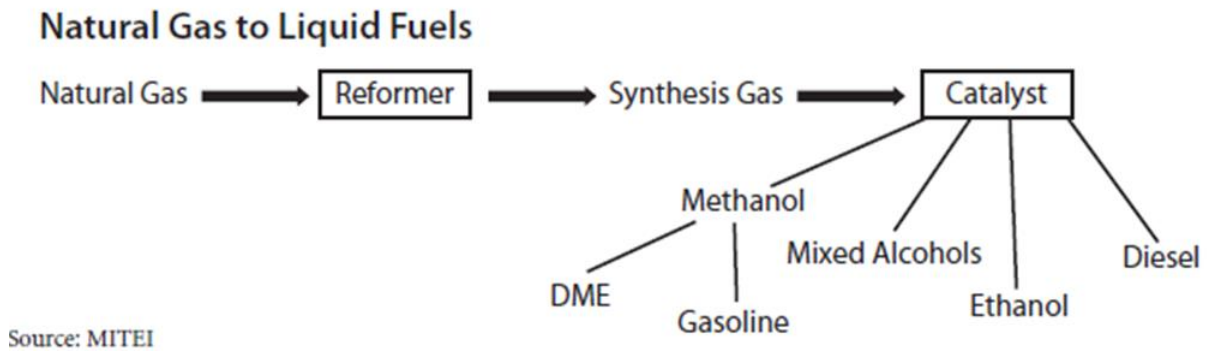 Natural Gas to Liquid Fuels
Natural Gas Reformer Synthesis Gas Catalyst
Methanol
Mixed Alcohols Diesel
DME Ethanol
Gasoline
Source: MITEI